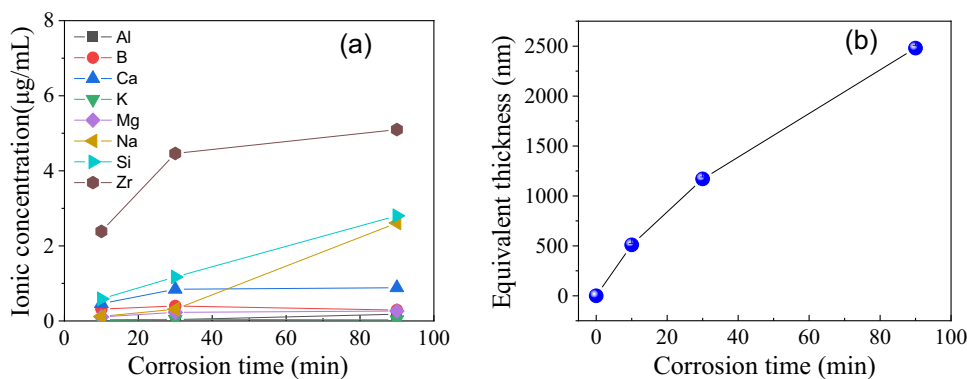 (a)
Al
B
Ca
K
Mg
Na
Si
Zr
8
6
4
2
0
0 20 40 60 80 100
Ionic concentration(μg/mL)
Corrosion time (min)
(b)
2500
2000
1500
1000
500
0
0 20 40 60 80 100
Equivalent thickness (nm)
Corrosion time (min)